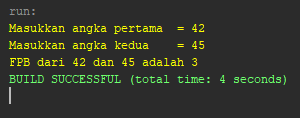 run:
Masukkan angka pertama  = 42
Masukkan angka kedua    = 45
FPB dari 42 dan 45 adalah 3
BUILD SUCCESSFUL (total time: 4 seconds)